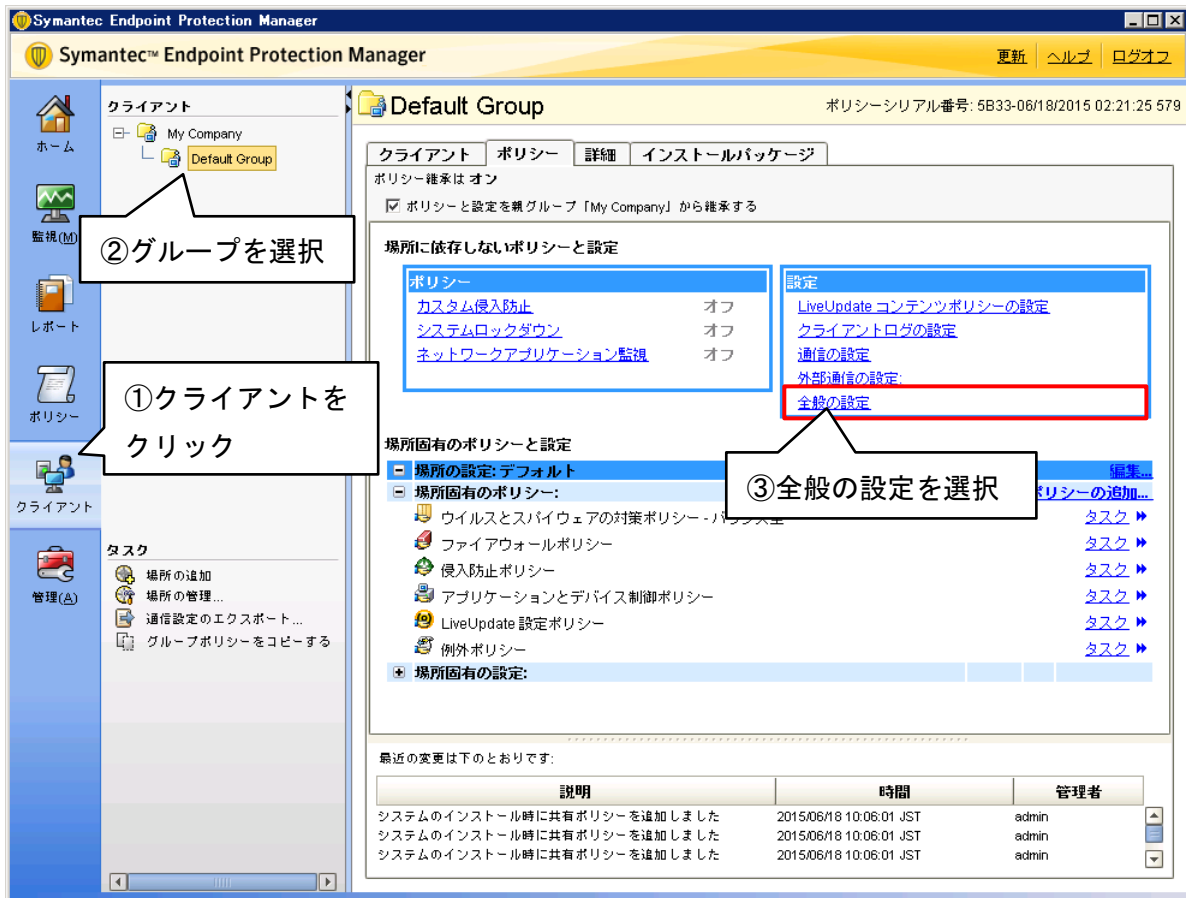 Symantec Endpoint Protection Manager
Symantec™ Endpoint Protection Manager
更新
ヘルプ
ログオフ
ホーム
監視(M)
レポート
ポリシー
クライアント
管理(A)
クライアント
My Company
Default Group
②グループを選択
①クライアントを
クリック
タスク
場所の追加
場所の管理...
通信設定のエクスポート...
グループポリシーをコピーする
Default Group
ポリシーシリアル番号: 5B33-06/18/2015 02:21:25 579
クライアント
ポリシー
詳細
インストールパッケージ
ポリシー継承は オン
ポリシーと設定を親グループ「My Company」から継承する
場所に依存しないポリシーと設定
ポリシー
カスタム侵入防止 オフ
システムロックダウン オフ
ネットワークアプリケーション監視 オフ
設定
LiveUpdate コンテンツポリシーの設定
クライアントログの設定
通信の設定
外部通信の設定:
全般の設定
③全般の設定を選択
場所固有のポリシーと設定
場所の設定: デフォルト 編集...
場所固有のポリシー: ポリシーの追加...
ウイルスとスパイウェアの対策ポリシー - タスク
ファイアウォールポリシー タスク
侵入防止ポリシー タスク
アプリケーションとデバイス制御ポリシー タスク
LiveUpdate 設定ポリシー タスク
例外ポリシー タスク
場所固有の設定:
最近の変更は下のとおりです:
説明 時間 管理者
システムのインストール時に共有ポリシーを追加しました 2015/06/18 10:06:01 JST admin
システムのインストール時に共有ポリシーを追加しました 2015/06/18 10:06:01 JST admin
システムのインストール時に共有ポリシーを追加しました 2015/06/18 10:06:01 JST admin